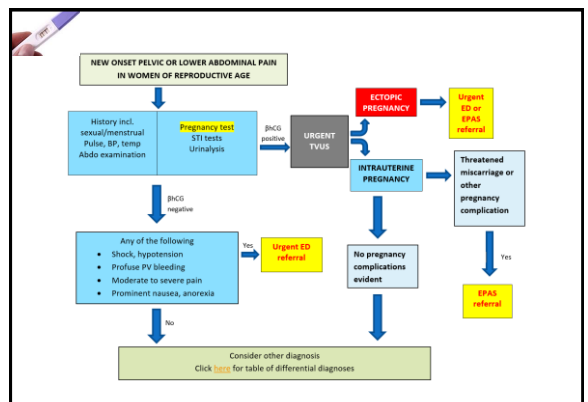 NEW ONSET PELVIC OR LOWER ABDOMINAL PAIN
IN WOMEN OF REPRODUCTIVE AGE
History incl.
sexual/menstrual
Pulse, BP, temp
Abdo examination
Pregnancy test
STI tests
Urinalysis
βhCG
positive
URGENT
TVUS
ECTOPIC
PREGNANCY
Urgent
ED or
EPAS
referral
INTRAUTERINE
PREGNANCY
Threatened
miscarriage or
other
pregnancy
complication
βhCG
negative
Any of the following
• Shock, hypotension
• Profuse PV bleeding
• Moderate to severe pain
• Prominent nausea, anorexia
Yes
Urgent ED
referral
No pregnancy
complications
evident
Yes
EPAS
referral
No
Consider other diagnosis
Click here for table of differential diagnoses